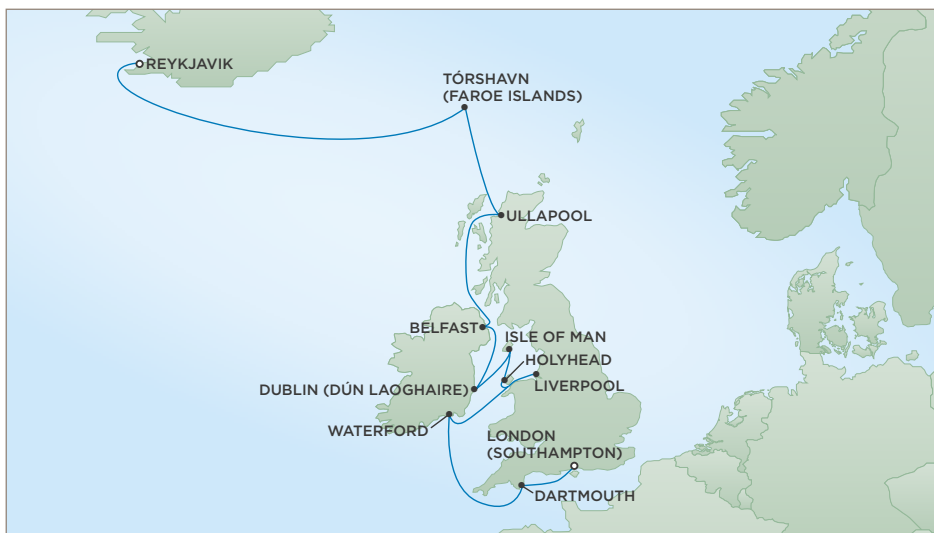 REYKJAVIK
TÓRSHAVN
(FAROE ISLANDS)
ULLAPOOL
BELFAST
ISLE OF MAN
HOLYHEAD
LIVERPOOL
DUBLIN (DÚN LAOGHAIRE)
WATERFORD
LONDON
(SOUTHAMPTON)
DARTMOUTH